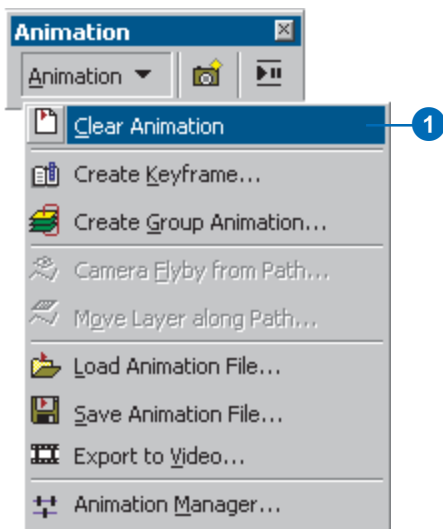 Animation
Animation
Clear Animation
1
Create Keyframe...
Create Group Animation...
Camera Flyby from Path...
Move Layer along Path...
Load Animation File...
Save Animation File...
Export to Video...
Animation Manager...